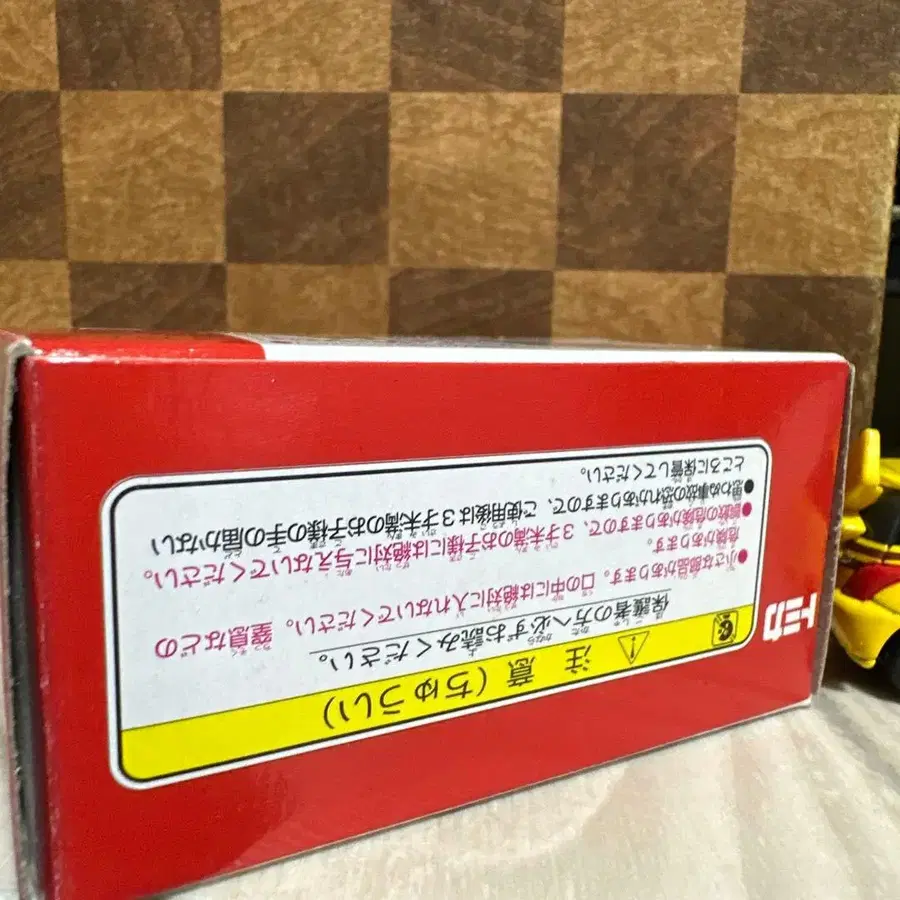 トミカ
注 意 (ちゅうい)
保護者の方へ必ずお読みください。
●小さな部品があります。口の中には絶対に入れないでください。窒息などの
危険があります。
●誤飲の危険がありますので、3才未満のお子様には絶対に与えないでください。
●思わぬ事故の恐れがありますので、ご使用後は3才未満のお子様の手の届かない
ところに保管してください。